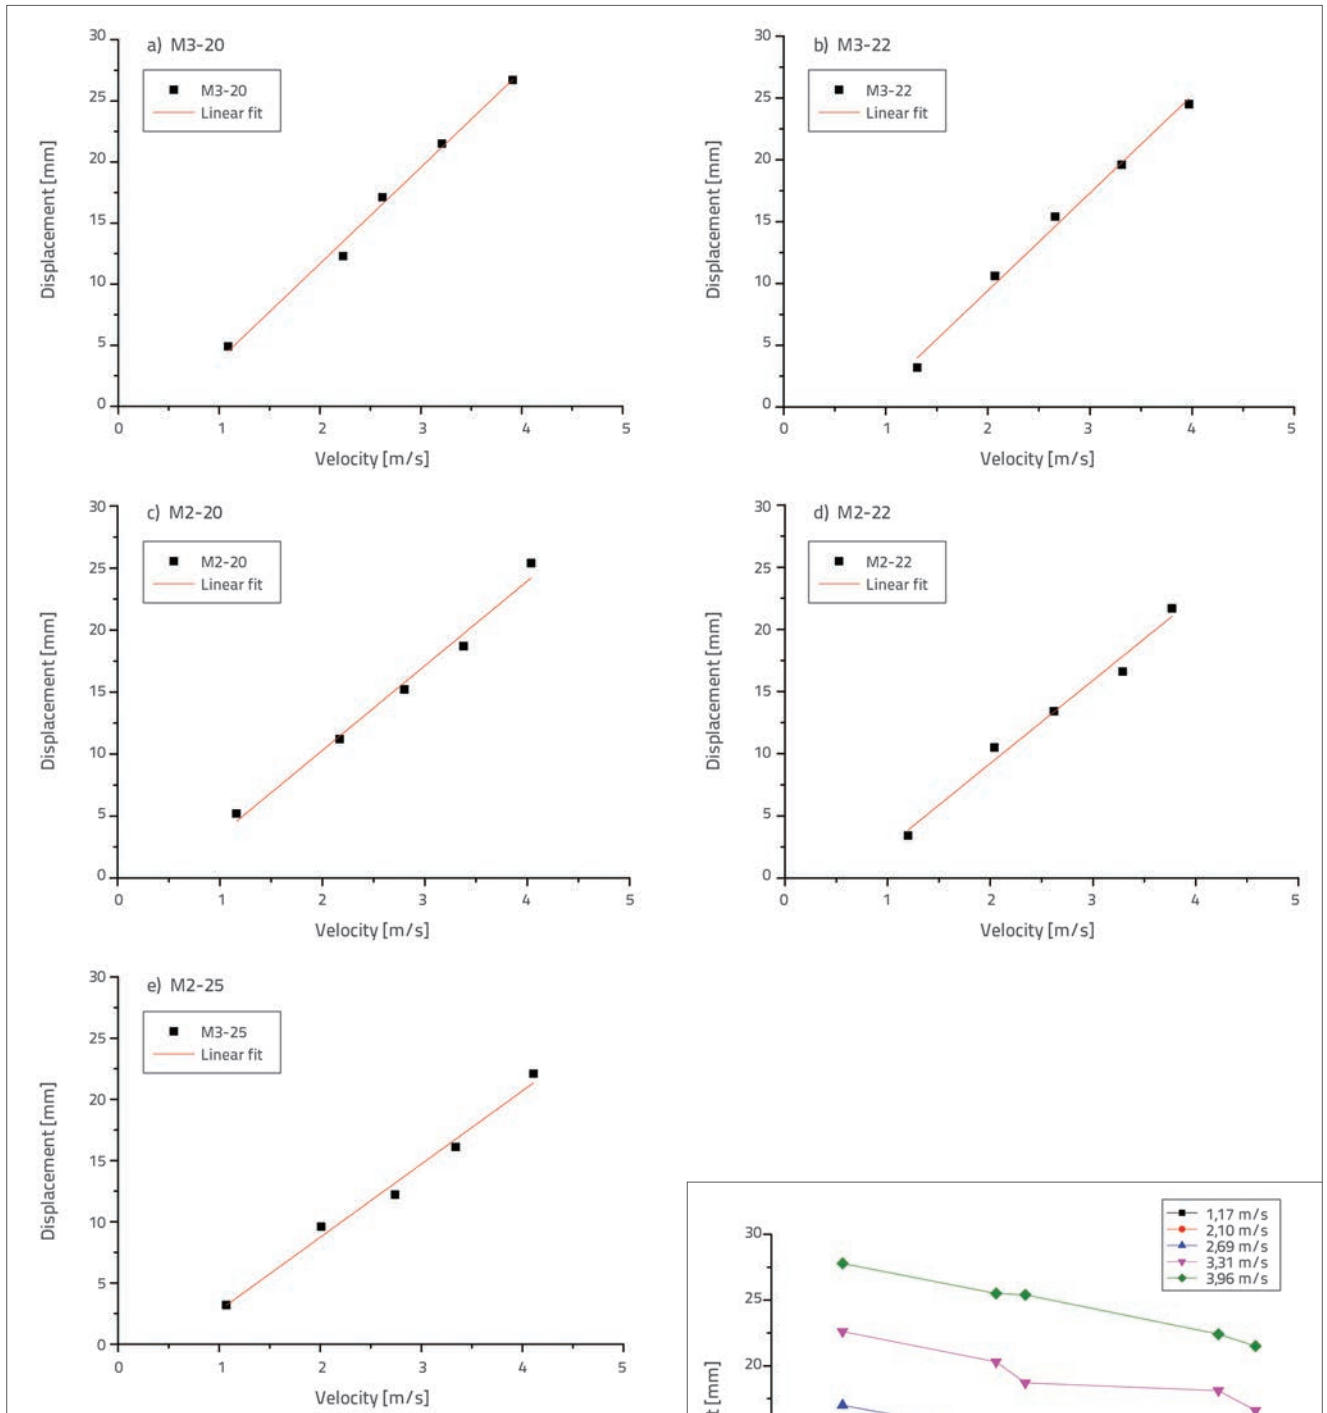 a) M3-20
M3-20
Linear fit
30
25
20
15
10
5
0
0 1 2 3 4 5
Displacement [mm]
Velocity [m/s]
b) M3-22
M3-22
Linear fit
30
25
20
15
10
5
0
0 1 2 3 4 5
Displacement [mm]
Velocity [m/s]
c) M2-20
M2-20
Linear fit
30
25
20
15
10
5
0
0 1 2 3 4 5
Displacement [mm]
Velocity [m/s]
d) M2-22
M2-22
Linear fit
30
25
20
15
10
5
0
0 1 2 3 4 5
Displacement [mm]
Velocity [m/s]
e) M2-25
M3-25
Linear fit
30
25
20
15
10
5
0
0 1 2 3 4 5
Displacement [mm]
Velocity [m/s]
1,17 m/s
2,10 m/s
2,69 m/s
3,31 m/s
3,96 m/s
30
25
20
[mm]